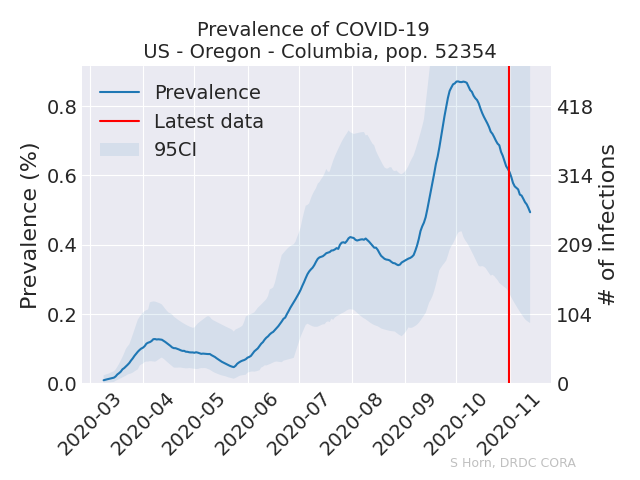 Prevalence of COVID-19
US - Oregon - Columbia, pop. 52354
Prevalence
Latest data
95CI
Prevalence (%)
0.8
0.6
0.4
0.2
0.0
418
314
209
104
0
# of infections
2020-03
2020-04
2020-05
2020-06
2020-07
2020-08
2020-09
2020-10
2020-11
S Horn, DRDC CORA